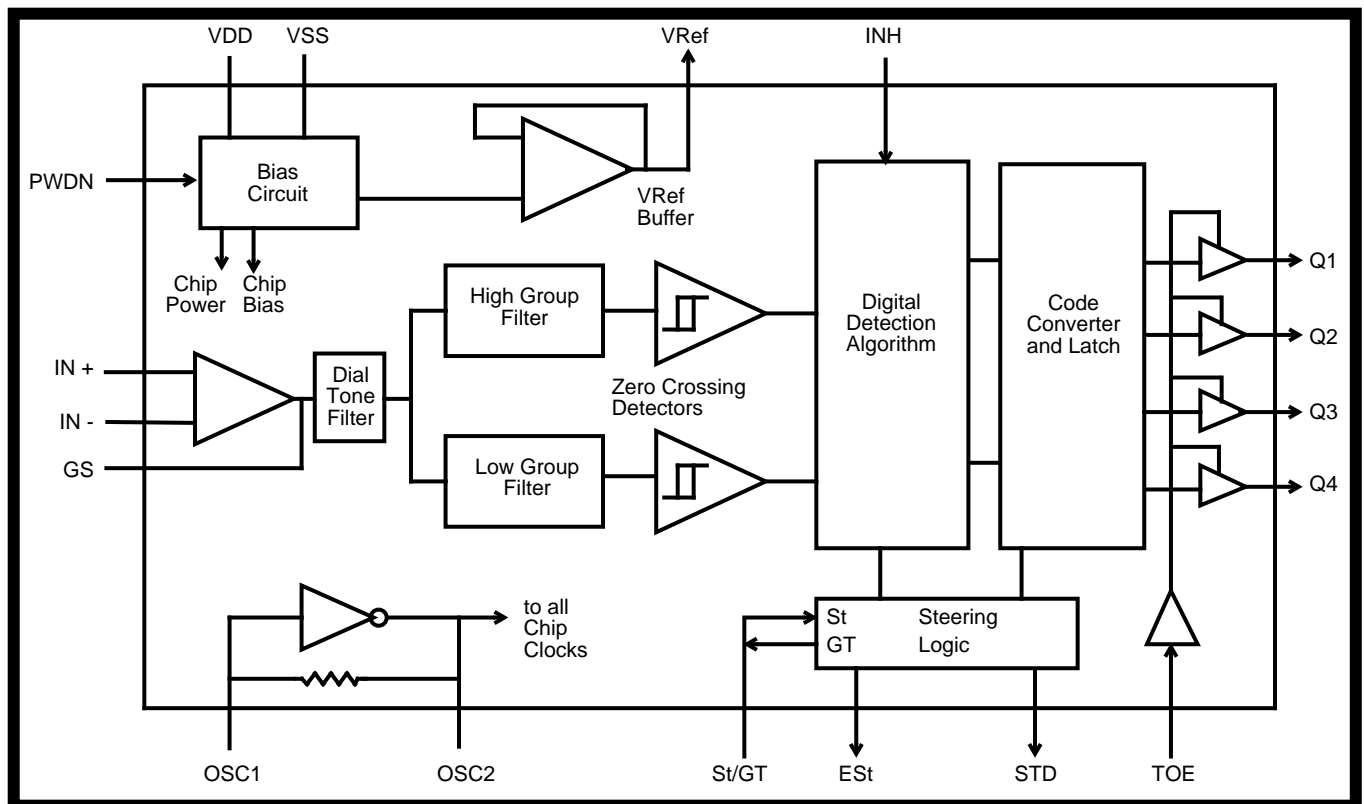 VDD
VSS
VRef
INH
PWDN
Bias
Circuit
VRef
Buffer
Chip
Power
Chip
Bias
High Group
Filter
Digital
Detection
Algorithm
Code
Converter
and Latch
Q1
Q2
Q3
Q4
IN +
IN -
GS
Dial
Tone
Filter
Zero Crossing
Detectors
Low Group
Filter
to all
Chip
Clocks
St
GT
Steering
Logic
OSC1
OSC2
St/GT
ESt
STD
TOE